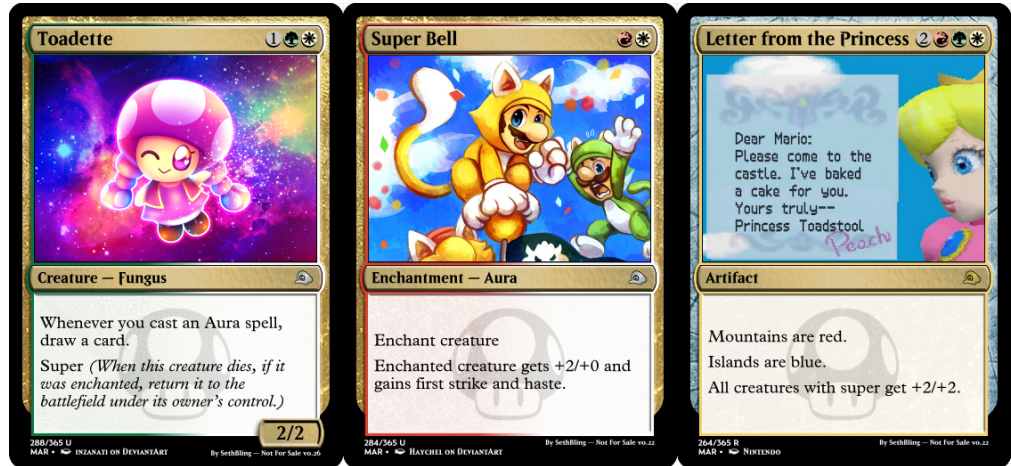 Toadette 1
Creature — Fungus
Whenever you cast an Aura spell,
draw a card.
Super (When this creature dies, if it
was enchanted, return it to the
battlefield under its owner's control.)
2/2
288/365 U
MAR • INZANATI ON DEVIANTART
By SethBling — Not For Sale v0.26
Super Bell
Enchantment — Aura
Enchant creature
Enchanted creature gets +2/+0 and
gains first strike and haste.
284/365 U
MAR • HAYCHEL ON DEVIANTART
By SethBling — Not For Sale v0.22
Letter from the Princess 2
Dear Mario:
Please come to the
castle. I've baked
a cake for you.
Yours truly--
Princess Toadstool
Peach
Artifact
Mountains are red.
Islands are blue.
All creatures with super get +2/+2.
264/365 R
MAR • NINTENDO
By SethBling — Not For Sale v0.22